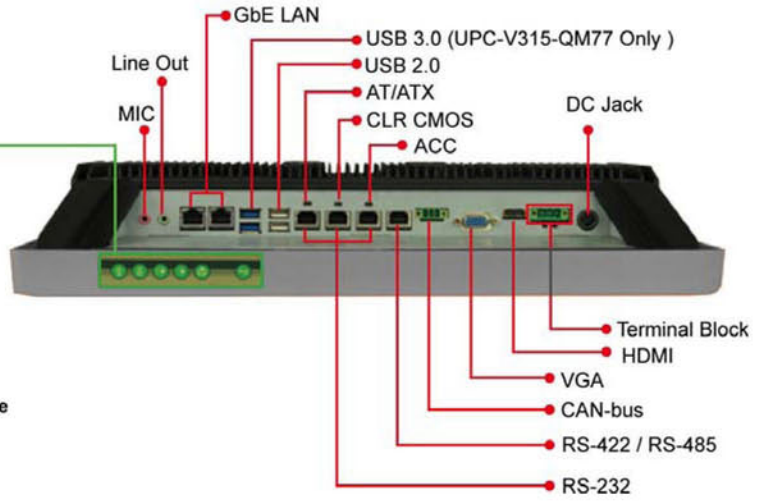 GbE LAN
USB 3.0 (UPC-V315-QM77 Only )
Line Out
USB 2.0
AT/ATX
MIC
CLR CMOS
DC Jack
ACC
Terminal Block
HDMI
VGA
e
CAN-bus
RS-422 / RS-485
RS-232